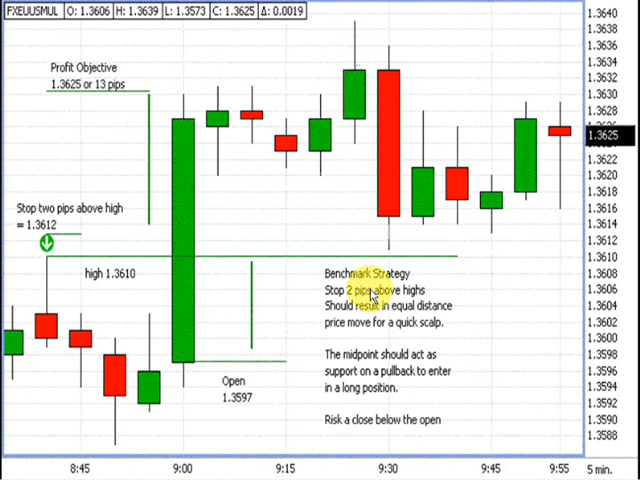 FXEUUSMUL O: 1.3606 H: 1.3639 L: 1.3573 C: 1.3625 Δ: 0.0019
Profit Objective
1.3625 or 13 pips
Stop two pips above high
= 1.3612
high 1.3610
Open
1.3597
Benchmark Strategy
Stop 2 pips above highs
Should result in equal distance
price move for a quick scalp.
The midpoint should act as
support on a pullback to enter
in a long position.
Risk a close below the open
1.3640
1.3638
1.3636
1.3634
1.3632
1.3630
1.3628
1.3625
1.3622
1.3620
1.3618
1.3616
1.3614
1.3610
1.3608
1.3606
1.3604
1.3602
1.3600
1.3598
1.3596
1.3594
1.3592
1.3590
1.3588
8:45 9:00 9:15 9:30 9:45 9:55 5 min.